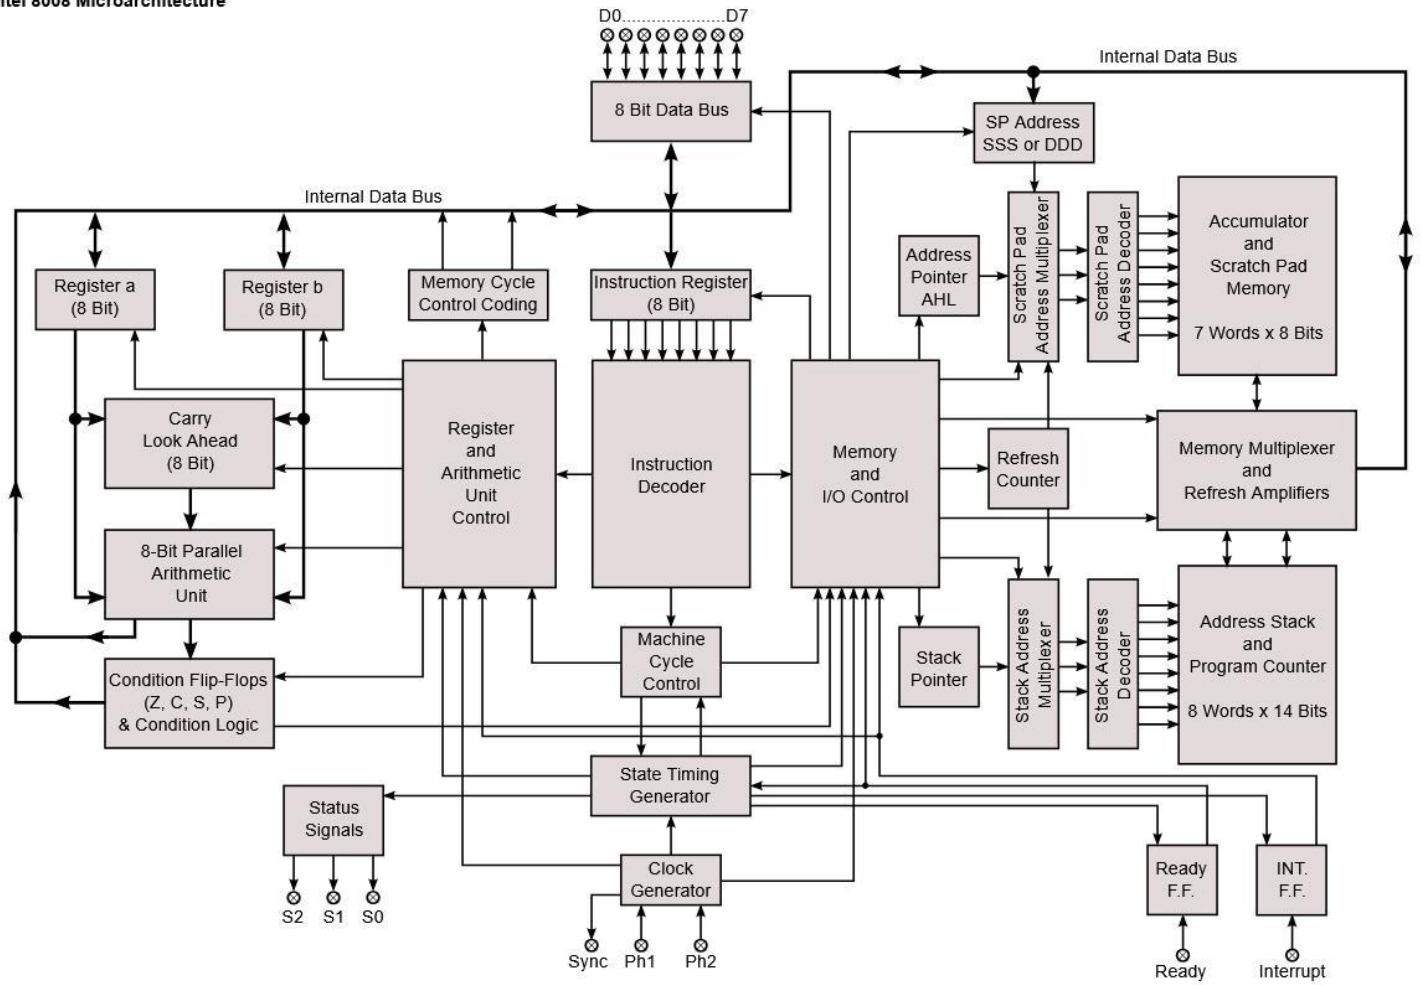 Intel 8008 Microarchitecture
D0........................D7
Internal Data Bus
8 Bit Data Bus
SP Address
SSS or DDD
Internal Data Bus
Register a
(8 Bit)
Register b
(8 Bit)
Memory Cycle
Control Coding
Instruction Register
(8 Bit)
Address
Pointer
AHL
Scratch Pad
Address Multiplexer
Scratch Pad
Address Decoder
Accumulator
and
Scratch Pad
Memory
7 Words x 8 Bits
Carry
Look Ahead
(8 Bit)
Register
and
Arithmetic
Unit
Control
Instruction
Decoder
Memory
and
I/O Control
Refresh
Counter
Memory Multiplexer
and
Refresh Amplifiers
8-Bit Parallel
Arithmetic
Unit
Condition Flip-Flops
(Z, C, S, P)
& Condition Logic
Machine
Cycle
Control
Stack
Pointer
Stack Address
Multiplexer
Stack Address
Decoder
Address Stack
and
Program Counter
8 Words x 14 Bits
State Timing
Generator
Status
Signals
S2
S1
S0
Clock
Generator
Sync
Ph1
Ph2
Ready
F.F.
INT.
F.F.
Ready
Interrupt